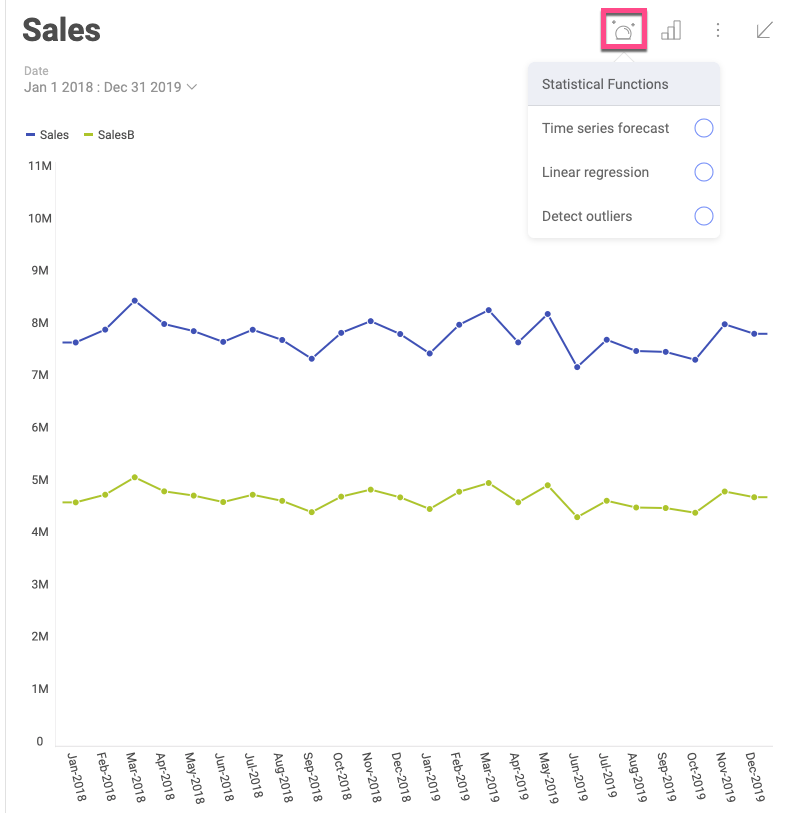 Sales
Date
Jan 1 2018 : Dec 31 2019
Statistical Functions
Time series forecast
Linear regression
Detect outliers
Sales SalesB
11M
10M
9M
8M
7M
6M
5M
4M
3M
2M
1M
0
Jan-2018
Feb-2018
Mar-2018
Apr-2018
May-2018
Jun-2018
Jul-2018
Aug-2018
Sep-2018
Oct-2018
Nov-2018
Dec-2018
Jan-2019
Feb-2019
Mar-2019
Apr-2019
May-2019
Jun-2019
Jul-2019
Aug-2019
Sep-2019
Oct-2019
Nov-2019
Dec-2019